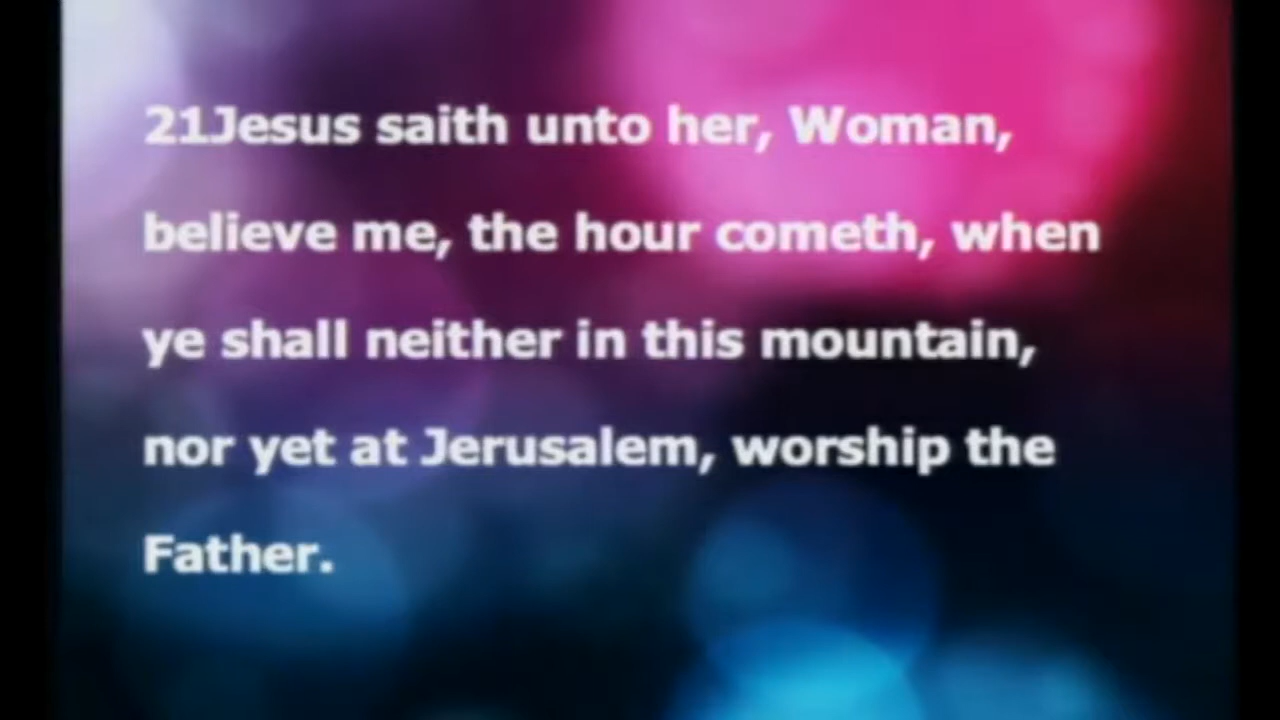 21Jesus saith unto her, Woman,
believe me, the hour cometh, when
ye shall neither in this mountain,
nor yet at Jerusalem, worship the
Father.